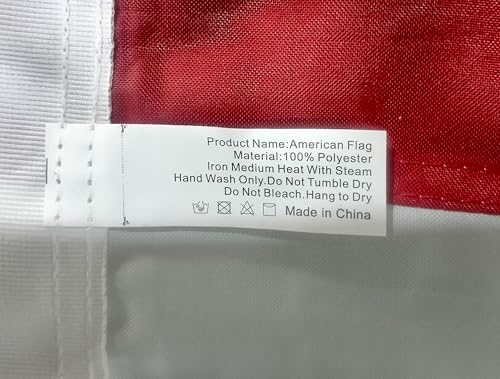 Product Name:American Flag
Material:100% Polyester
Iron Medium Heat With Steam
Hand Wash Only.Do Not Tumble Dry
Do Not Bleach.Hang to Dry
Made in China